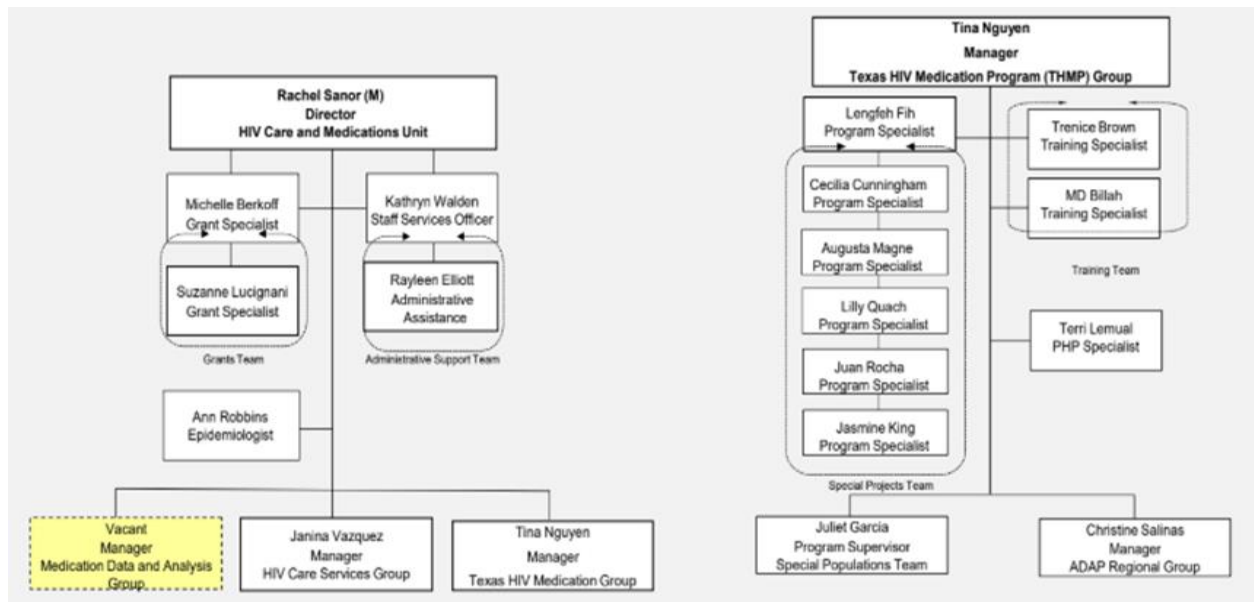 Rachel Sanor (M)
Director
HIV Care and Medications Unit
Michelle Berkoff
Grant Specialist
Kathryn Walden
Staff Services Officer
Suzanne Lucignani
Grant Specialist
Rayleen Elliott
Administrative
Assistance
Grants Team
Administrative Support Team
Ann Robbins
Epidemiologist
Vacant
Manager
Medication Data and Analysis
Group
Janina Vazquez
Manager
HIV Care Services Group
Tina Nguyen
Manager
Texas HIV Medication Group
Tina Nguyen
Manager
Texas HIV Medication Program (THMP) Group
Lengfeh Fih
Program Specialist
Cecilia Cunningham
Program Specialist
Augusta Magne
Program Specialist
Lilly Quach
Program Specialist
Juan Rocha
Program Specialist
Jasmine King
Program Specialist
Special Projects Team
Trenice Brown
Training Specialist
MD Billah
Training Specialist
Training Team
Terri Lemual
PHP Specialist
Juliet Garcia
Program Supervisor
Special Populations Team
Christine Salinas
Manager
ADAP Regional Group